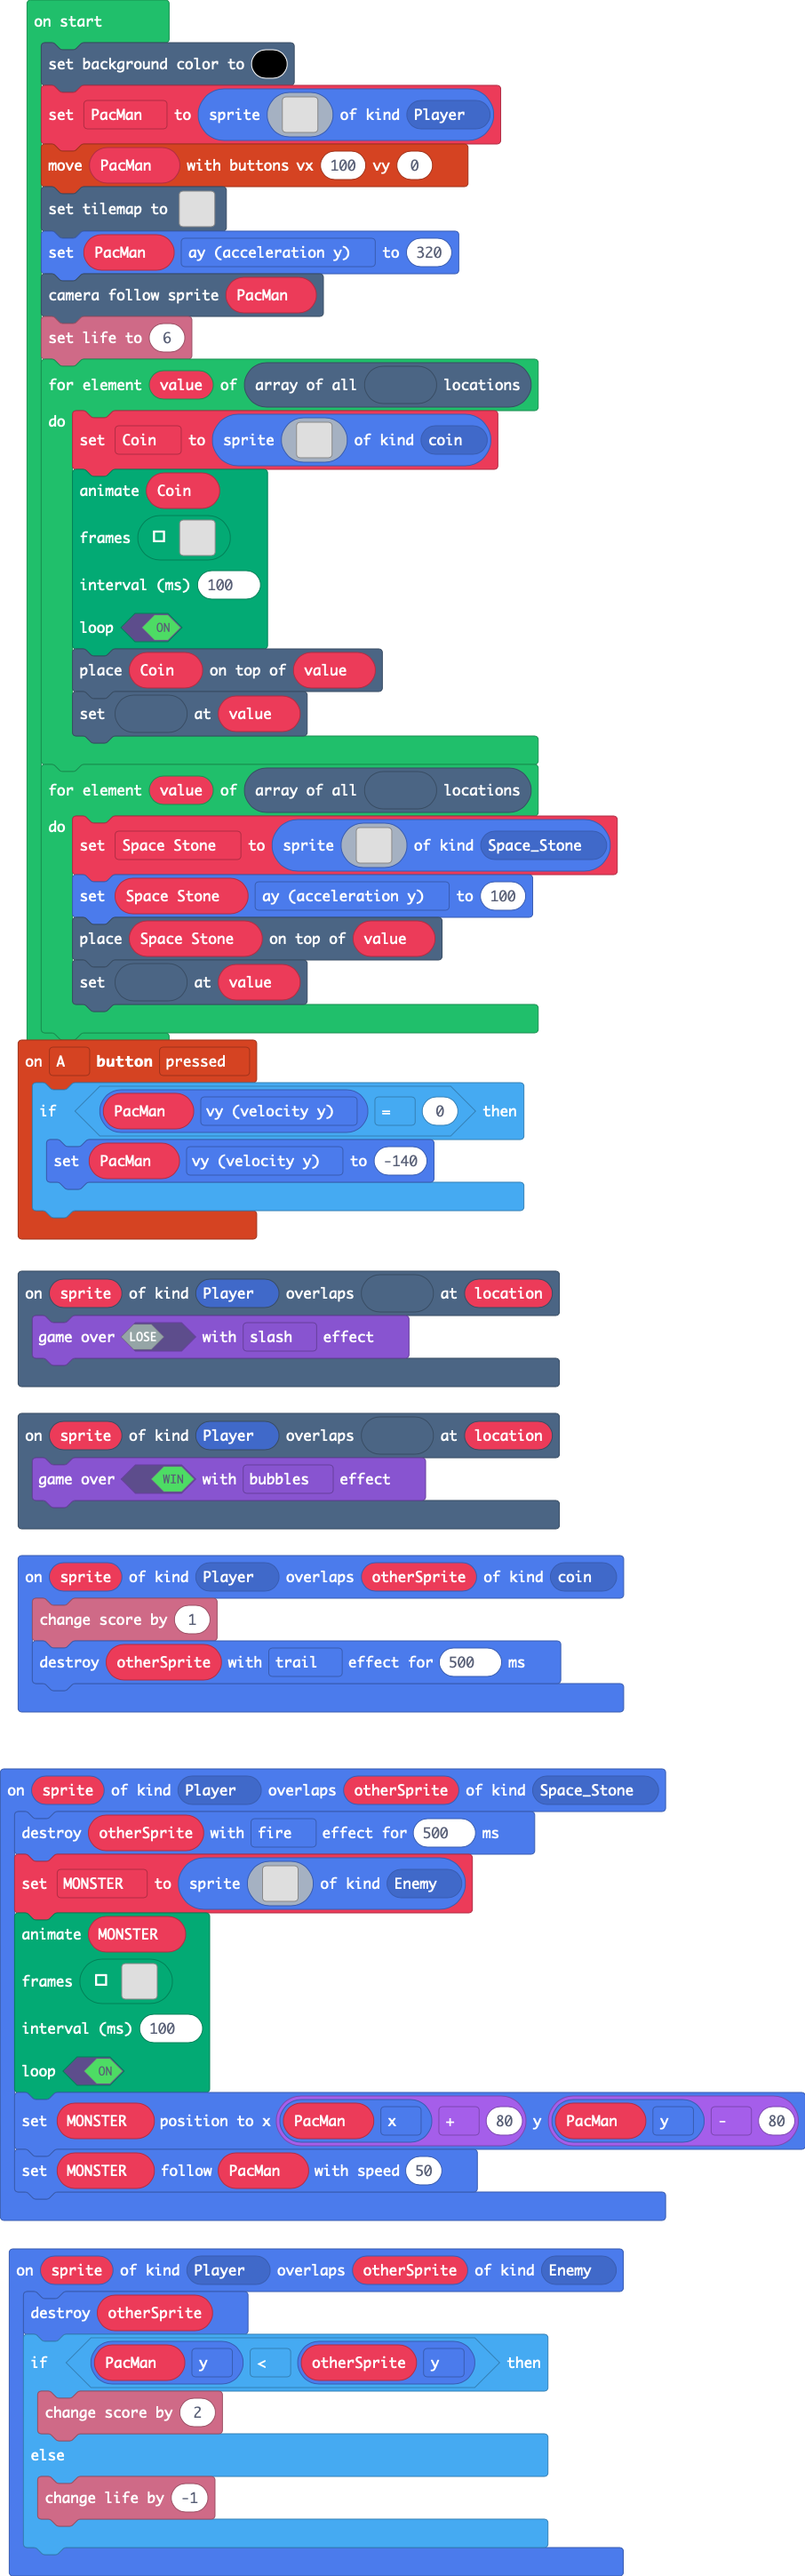 on start
set background color to
set PacMan to sprite of kind Player
move PacMan with buttons vx 100 vy 0
set tilemap to
set PacMan ay (acceleration y) to 320
camera follow sprite PacMan
set life to 6
for element value of array of all locations
do
set Coin to sprite of kind coin
animate Coin
frames
interval (ms) 100
loop ON
place Coin on top of value
set at value
for element value of array of all locations
do
set Space Stone to sprite of kind Space_Stone
set Space Stone ay (acceleration y) to 100
place Space Stone on top of value
set at value
on A button pressed
if PacMan vy (velocity y) = 0 then
set PacMan vy (velocity y) to -140
on sprite of kind Player overlaps at location
game over LOSE with slash effect
on sprite of kind Player overlaps at location
game over WIN with bubbles effect
on sprite of kind Player overlaps otherSprite of kind coin
change score by 1
destroy otherSprite with trail effect for 500 ms
on sprite of kind Player overlaps otherSprite of kind Space_Stone
destroy otherSprite with fire effect for 500 ms
set MONSTER to sprite of kind Enemy
animate MONSTER
frames
interval (ms) 100
loop ON
set MONSTER position to x PacMan x + 80 y PacMan y - 80
set MONSTER follow PacMan with speed 50
on sprite of kind Player overlaps otherSprite of kind Enemy
destroy otherSprite
if PacMan y < otherSprite y then
change score by 2
else
change life by -1